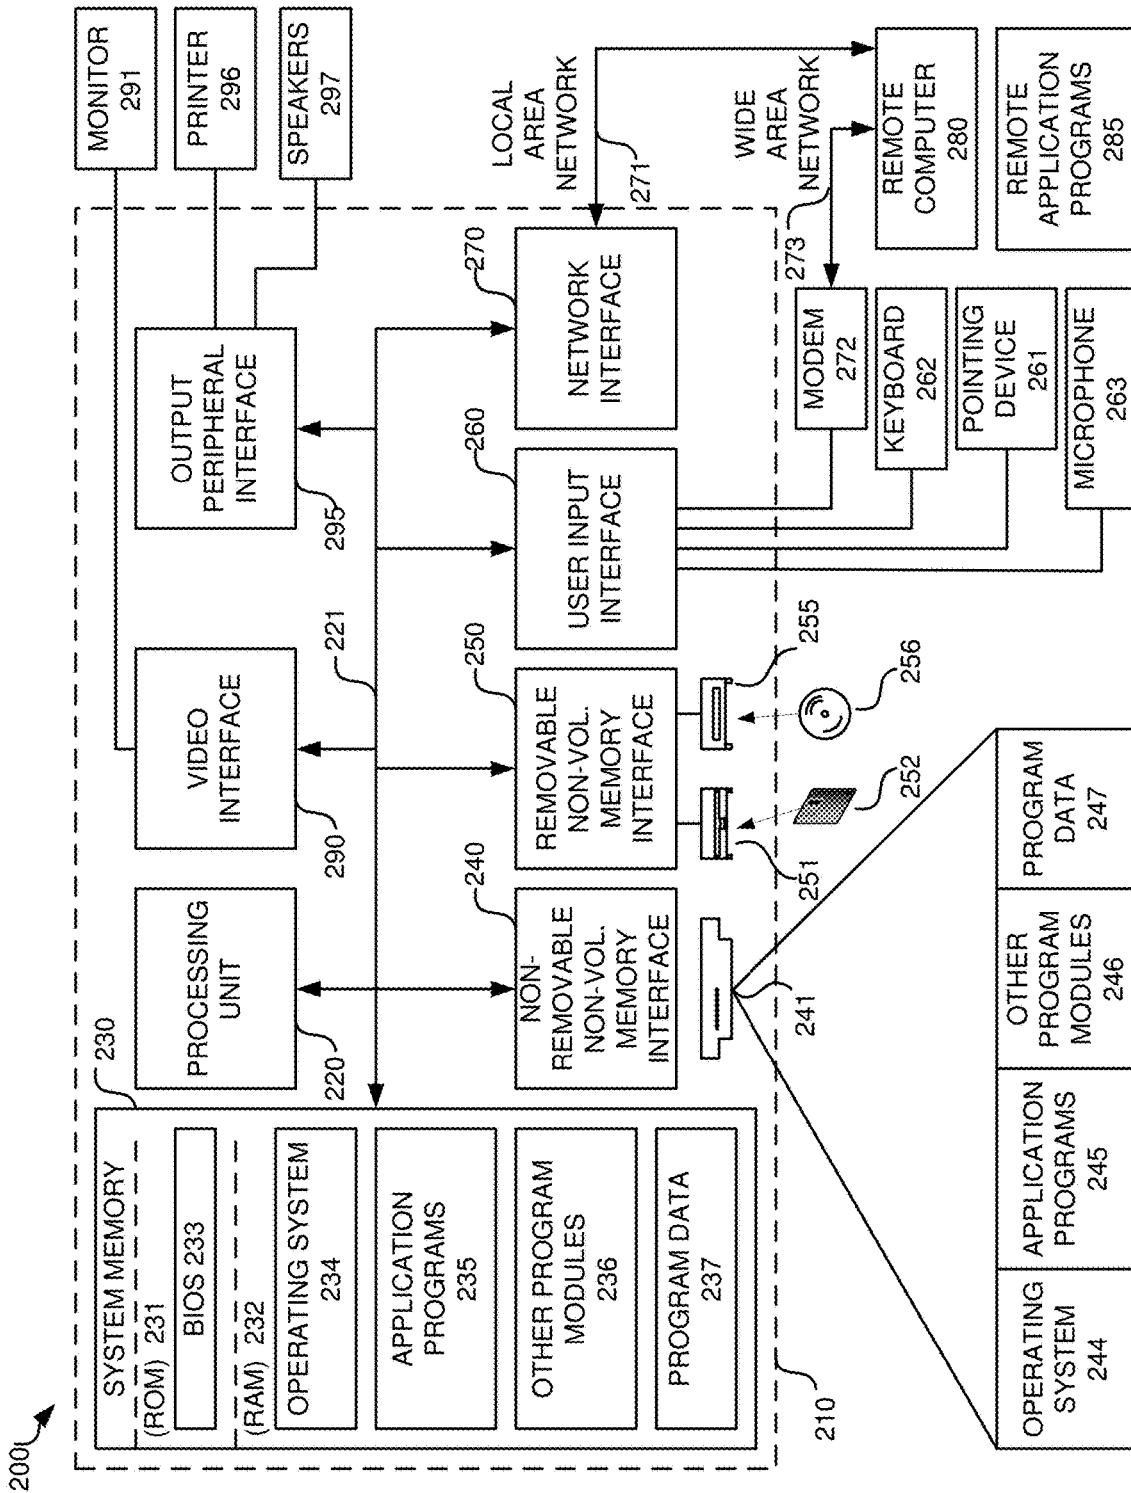 200
SYSTEM MEMORY
(ROM) 231
BIOS 233
(RAM) 232
OPERATING SYSTEM
234
APPLICATION
PROGRAMS
235
OTHER PROGRAM
MODULES
236
PROGRAM DATA
237
210
230
PROCESSING
UNIT
220
VIDEO
INTERFACE
290
221
OUTPUT
PERIPHERAL
INTERFACE
295
MONITOR
291
PRINTER
296
SPEAKERS
297
NON-
REMOVABLE
NON-VOL.
MEMORY
INTERFACE
240
REMOVABLE
NON-VOL.
MEMORY
INTERFACE
250
USER INPUT
INTERFACE
260
NETWORK
INTERFACE
270
LOCAL
AREA
NETWORK
271
WIDE
AREA
NETWORK
273
241
251
252
255
256
MODEM
272
KEYBOARD
262
POINTING
DEVICE
261
MICROPHONE
263
REMOTE
COMPUTER
280
REMOTE
APPLICATION
PROGRAMS
285
OPERATING
SYSTEM
244
APPLICATION
PROGRAMS
245
OTHER
PROGRAM
MODULES
246
PROGRAM
DATA
247